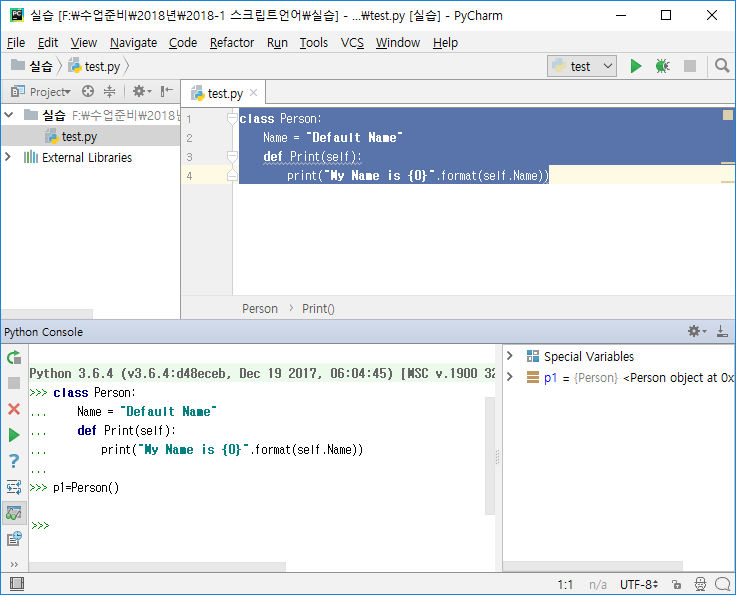 실습 [F:₩수업준비₩2018년₩2018-1 스크립트언어₩실습] - ...₩test.py [실습] - PyCharm
File Edit View Navigate Code Refactor Run Tools VCS Window Help
실습 test.py test
Project test.py
실습 F:₩수업준비₩2018년
test.py
External Libraries
1 class Person:
2 Name = "Default Name"
3 def Print(self):
4 print("My Name is {0}".format(self.Name))
Person › Print()
Python Console
Python 3.6.4 (v3.6.4:d48eceb, Dec 19 2017, 06:04:45) [MSC v.1900 32
>>> class Person:
... Name = "Default Name"
... def Print(self):
... print("My Name is {0}".format(self.Name))
...
>>> p1=Person()
>>>
Special Variables
p1 = {Person} <Person object at 0x
1:1 n/a UTF-8